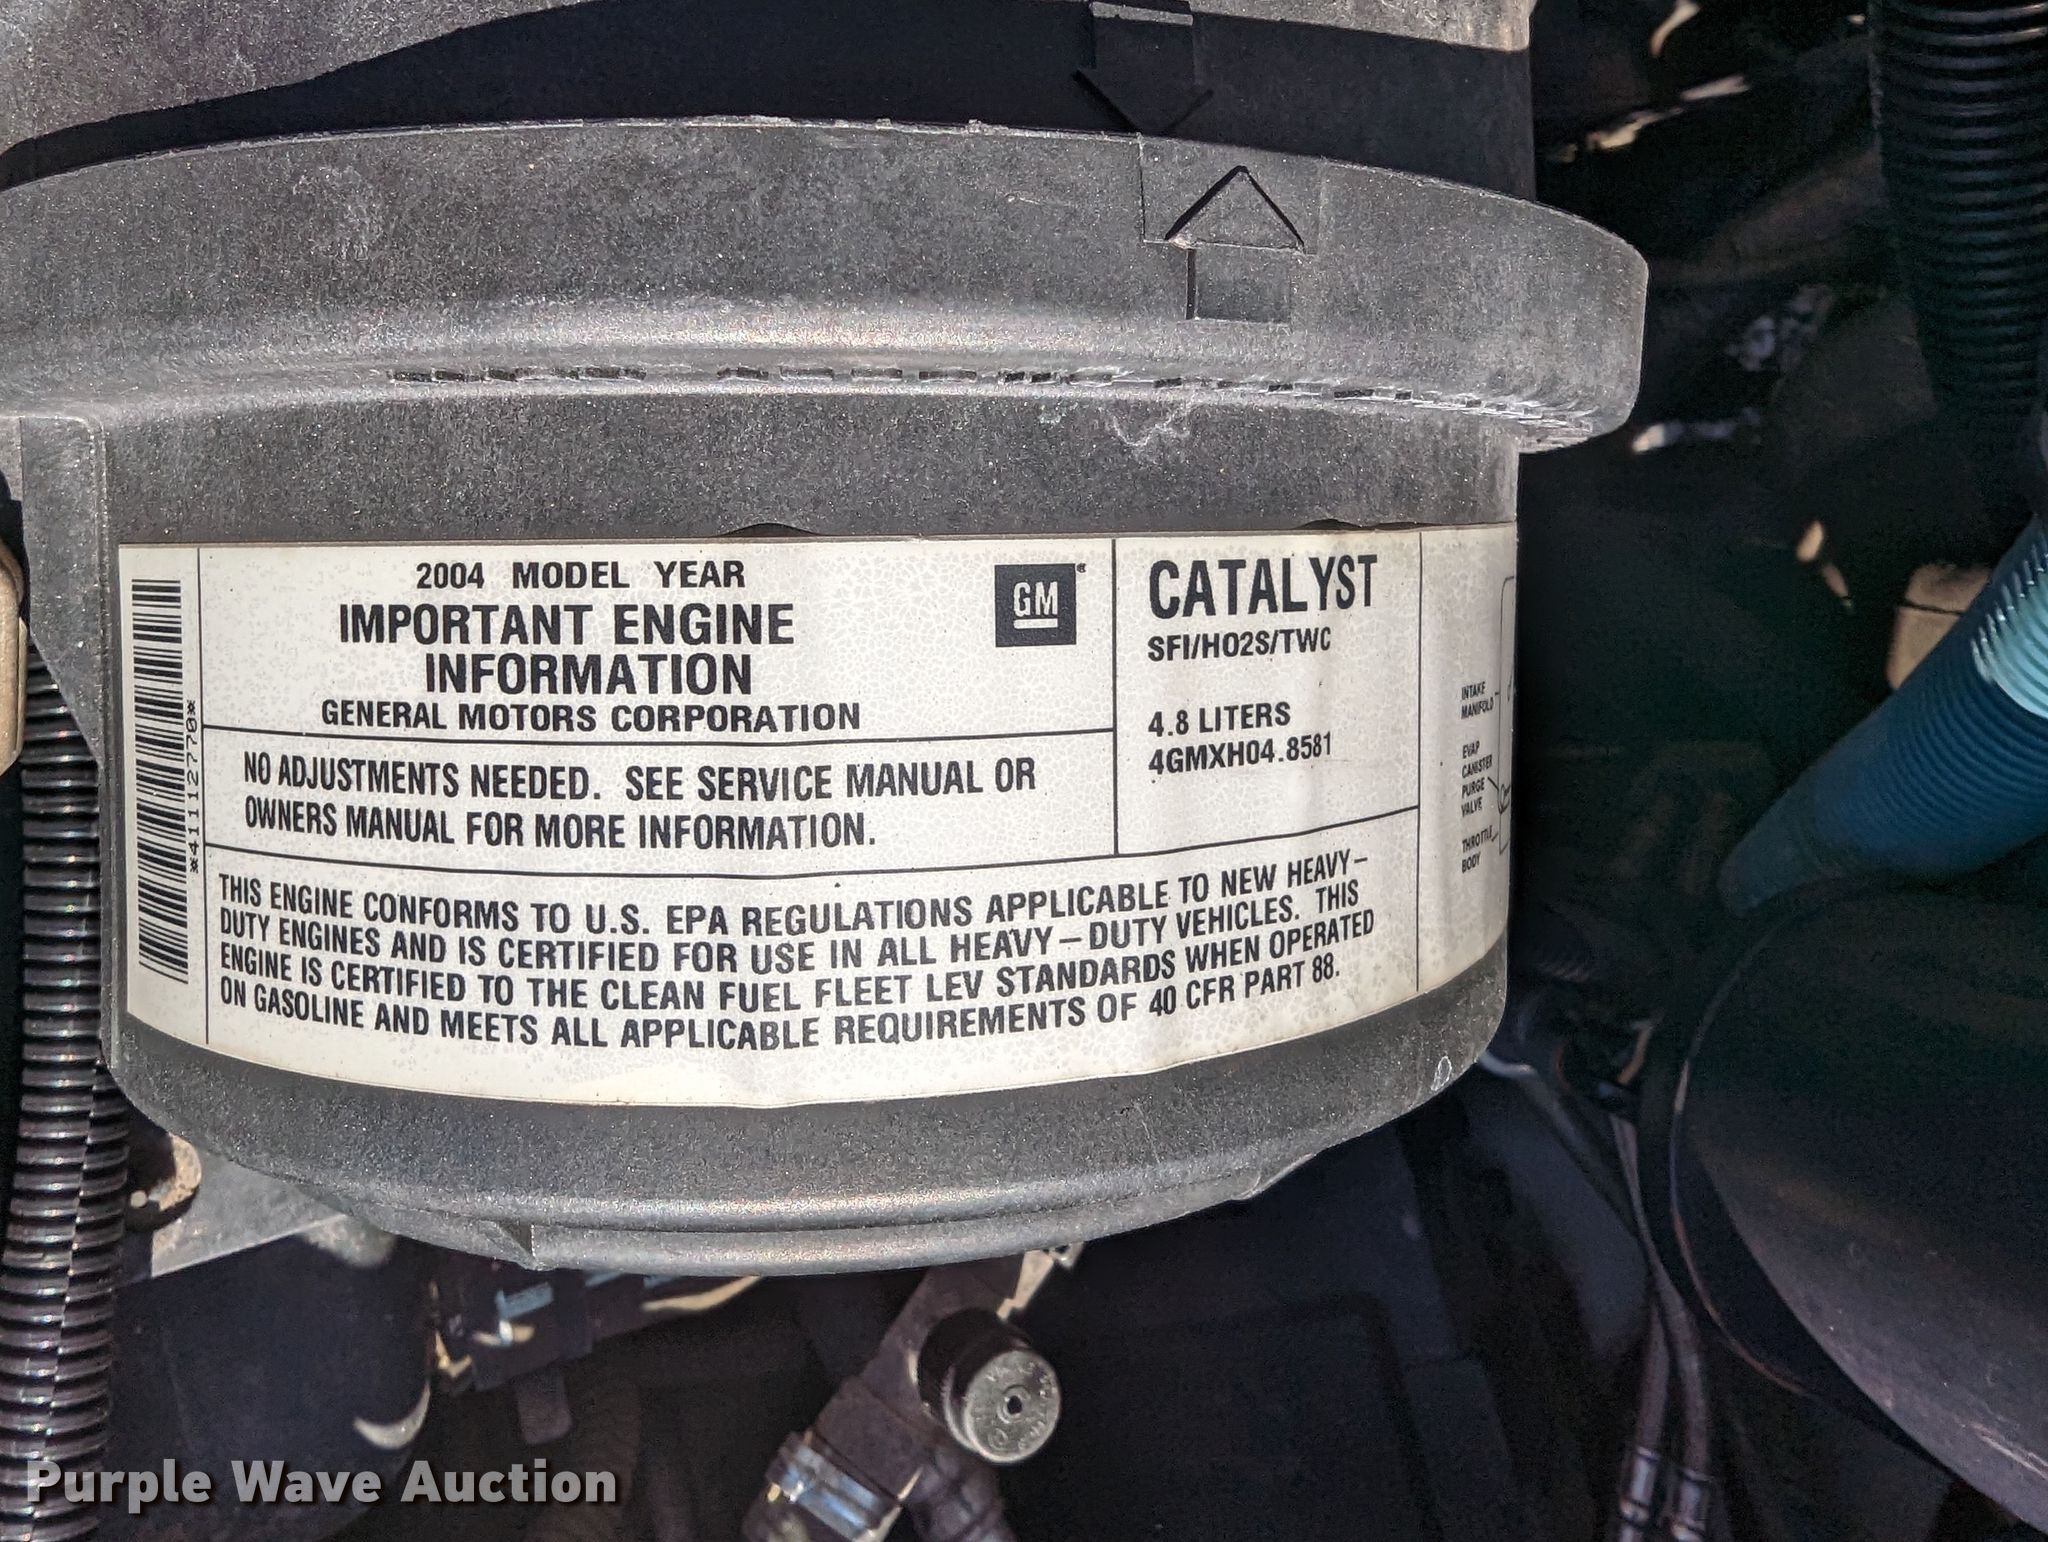 2004 MODEL YEAR
IMPORTANT ENGINE
INFORMATION
GENERAL MOTORS CORPORATION
GM
NO ADJUSTMENTS NEEDED. SEE SERVICE MANUAL OR
OWNERS MANUAL FOR MORE INFORMATION.
CATALYST
SFI/HO2S/TWC
4.8 LITERS
4GMXH04.8581
THIS ENGINE CONFORMS TO U.S. EPA REGULATIONS APPLICABLE TO NEW HEAVY–
DUTY ENGINES AND IS CERTIFIED FOR USE IN ALL HEAVY–DUTY VEHICLES. THIS
ENGINE IS CERTIFIED TO THE CLEAN FUEL FLEET LEV STANDARDS WHEN OPERATED
ON GASOLINE AND MEETS ALL APPLICABLE REQUIREMENTS OF 40 CFR PART 88.
*411112770*
INTAKE
MANIFOLD
EVAP
CANISTER
PURGE
VALVE
THROTTLE
BODY
Purple Wave Auction